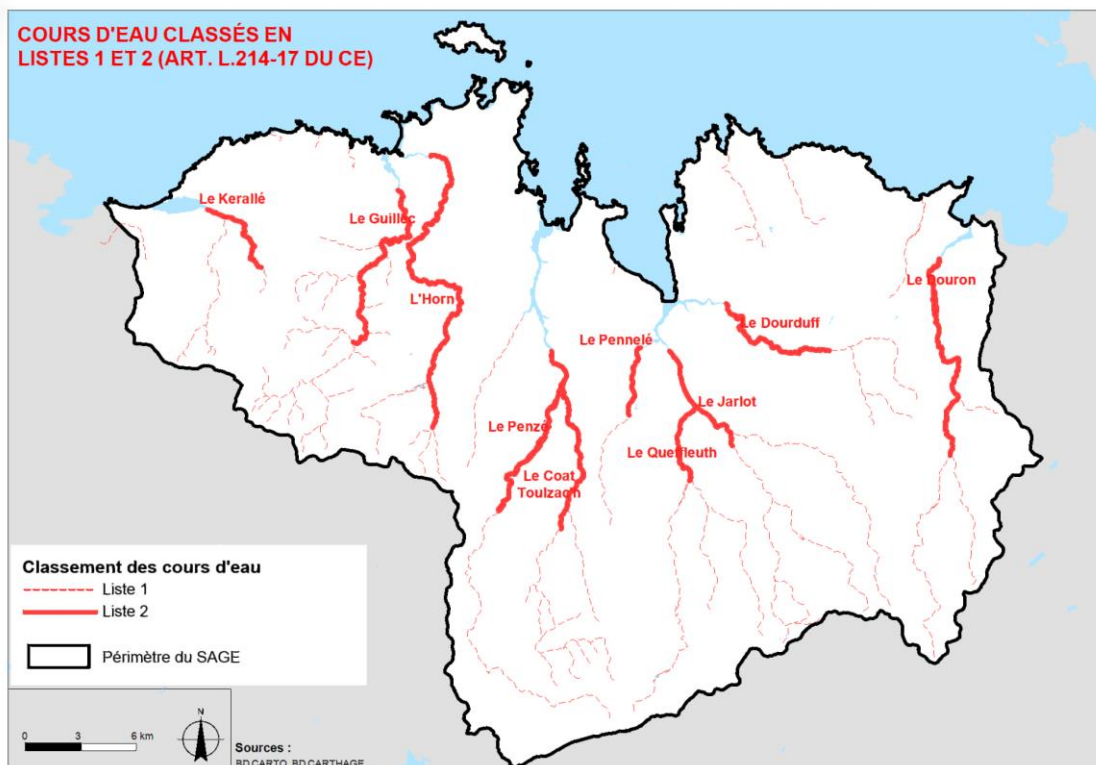 COURS D'EAU CLASSÉS EN
LISTES 1 ET 2 (ART. L.214-17 DU CE)
Le Kerallé
Le Guillec
L'Horn
Le Douron
Le Dourduff
Le Pennelé
Le Jarlot
Le Penzé
Le Queffleuth
Le Coat
Toulzac'h
Classement des cours d'eau
Liste 1
Liste 2
Périmètre du SAGE
N
0 3 6 km
Sources :
BD CARTO, BD CARTHAGE